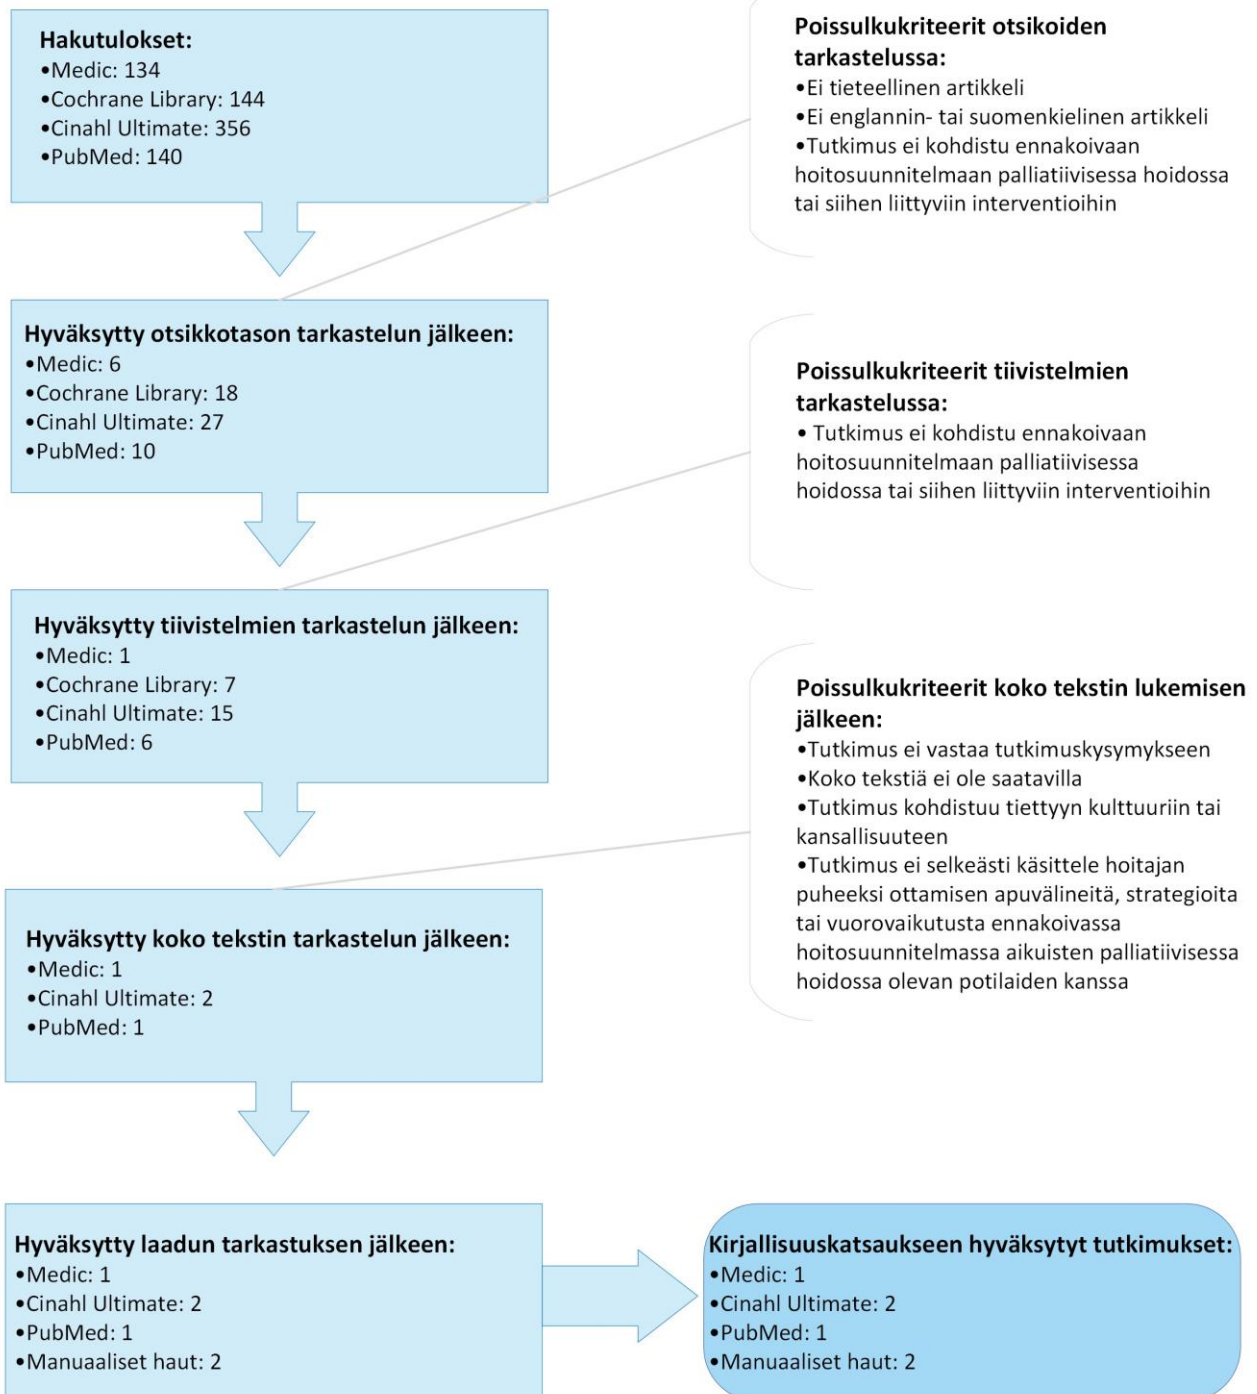 Hakutulokset:
•Medic: 134
•Cochrane Library: 144
•Cinahl Ultimate: 356
•PubMed: 140
Poissulkukriteerit otsikoiden
tarkastelussa:
•Ei tieteellinen artikkeli
•Ei englannin- tai suomenkielinen artikkeli
•Tutkimus ei kohdistu ennakoivaan
hoitosuunnitelmaan palliatiivisessa hoidossa
tai siihen liittyviin interventioihin
Hyväksytty otsikkotason tarkastelun jälkeen:
•Medic: 6
•Cochrane Library: 18
•Cinahl Ultimate: 27
•PubMed: 10
Poissulkukriteerit tiivistelmien
tarkastelussa:
• Tutkimus ei kohdistu ennakoivaan
hoitosuunnitelmaan palliatiivisessa
hoidossa tai siihen liittyviin interventioihin
Hyväksytty tiivistelmien tarkastelun jälkeen:
•Medic: 1
•Cochrane Library: 7
•Cinahl Ultimate: 15
•PubMed: 6
Poissulkukriteerit koko tekstin lukemisen
jälkeen:
•Tutkimus ei vastaa tutkimuskysymykseen
•Koko tekstiä ei ole saatavilla
•Tutkimus kohdistuu tiettyyn kulttuuriin tai
kansallisuuteen
•Tutkimus ei selkeästi käsittele hoitajan
puheeksi ottamisen apuvälineitä, strategioita
tai vuorovaikutusta ennakoivassa
hoitosuunnitelmassa aikuisten palliatiivisessa
hoidossa olevan potilaiden kanssa
Hyväksytty koko tekstin tarkastelun jälkeen:
•Medic: 1
•Cinahl Ultimate: 2
•PubMed: 1
Hyväksytty laadun tarkastuksen jälkeen:
•Medic: 1
•Cinahl Ultimate: 2
•PubMed: 1
•Manuaaliset haut: 2
Kirjallisuuskatsaukseen hyväksytyt tutkimukset:
•Medic: 1
•Cinahl Ultimate: 2
•PubMed: 1
•Manuaaliset haut: 2